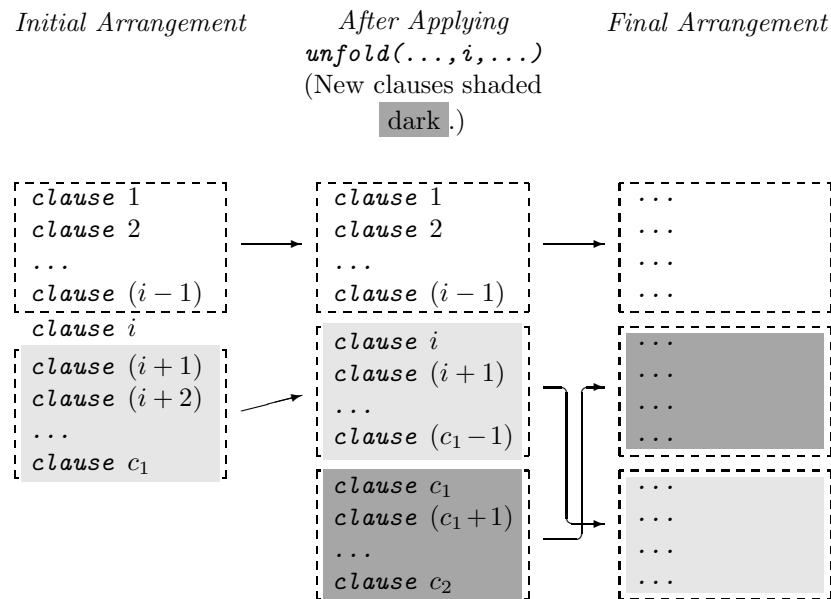 Initial Arrangement
After Applying
unfold(...,i,...)
(New clauses shaded
dark.)
Final Arrangement
clause 1
clause 2
...
clause (i − 1)
clause i
clause (i + 1)
clause (i + 2)
...
clause c₁
clause 1
clause 2
...
clause (i − 1)
clause i
clause (i + 1)
...
clause (c₁ − 1)
clause c₁
clause (c₁ + 1)
...
clause c₂
...
...
...
...
...
...
...
...
...
...
...
...